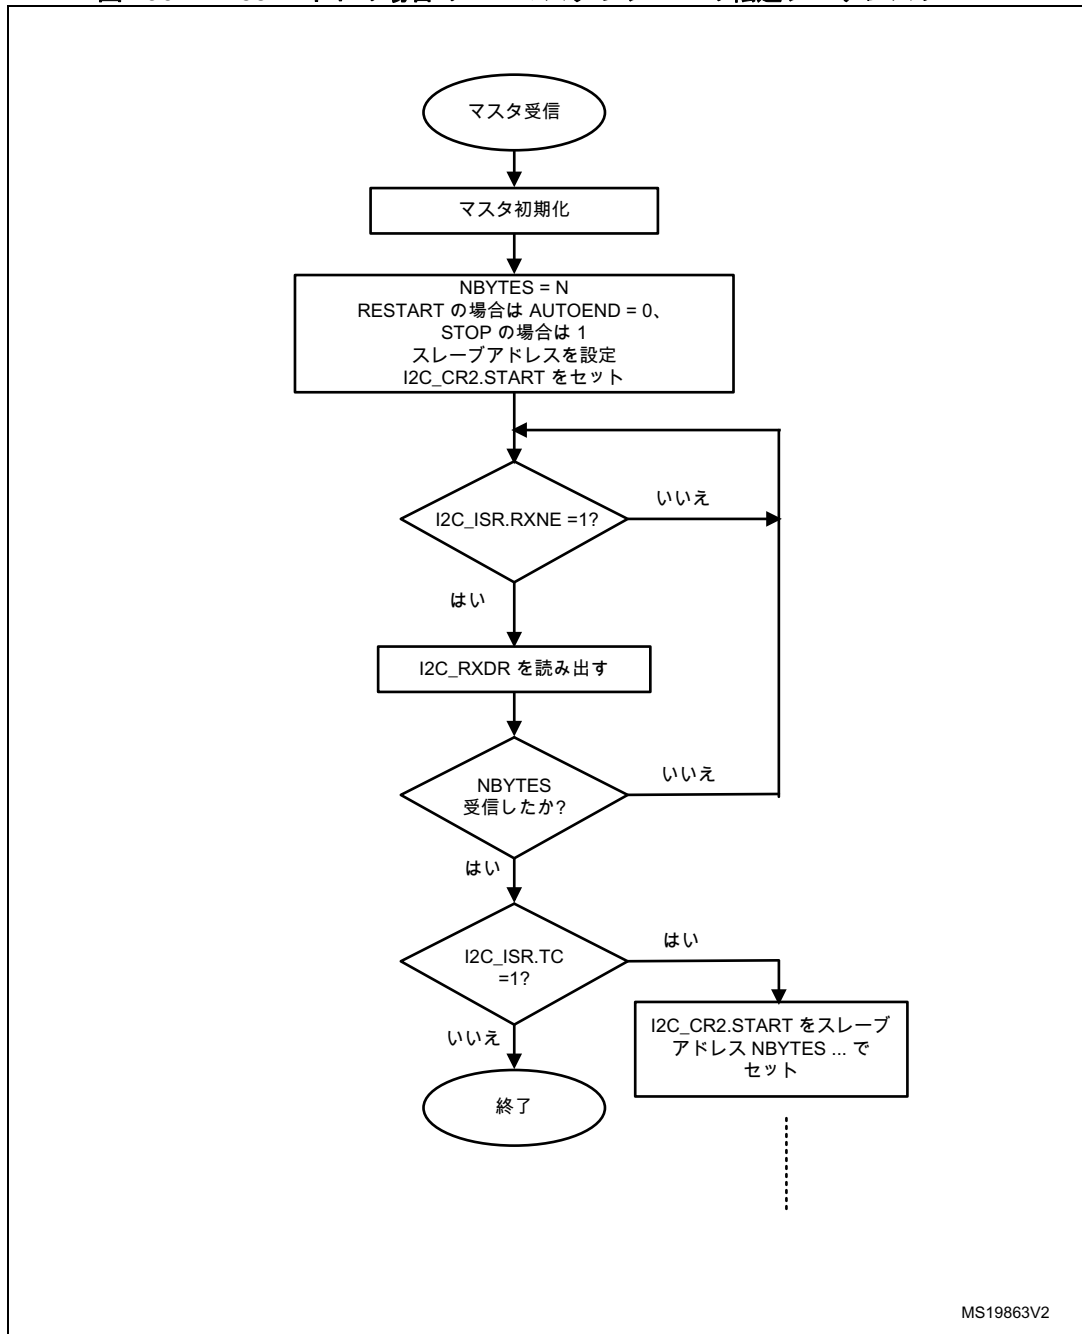 マスタ受信
マスタ初期化
NBYTES = N
RESTART の場合は AUTOEND = 0、
STOP の場合は 1
スレーブアドレスを設定
I2C_CR2.START をセット
I2C_ISR.RXNE =1?
いいえ
はい
I2C_RXDR を読み出す
NBYTES
受信したか?
いいえ
はい
I2C_ISR.TC
=1?
はい
いいえ
I2C_CR2.START をスレーブ
アドレス NBYTES ... で
セット
終了
MS19863V2